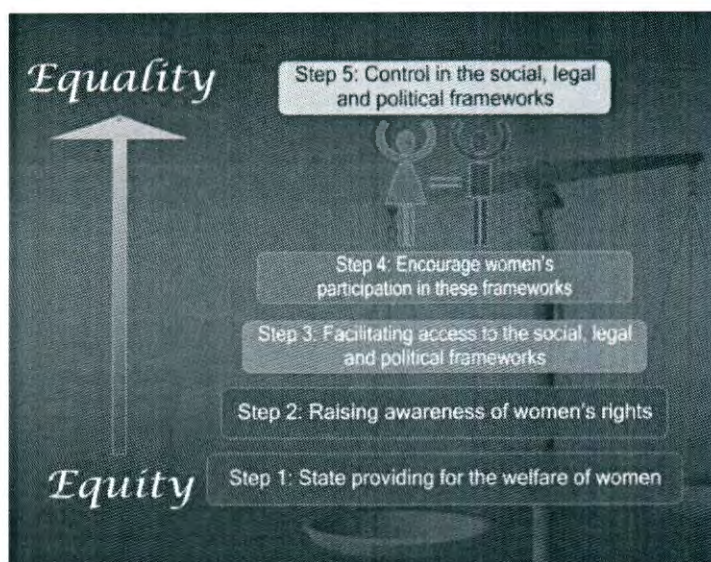 Equality
Step 5: Control in the social, legal
and political frameworks
Step 4: Encourage women's
participation in these frameworks
Step 3: Facilitating access to the social, legal
and political frameworks
Step 2: Raising awareness of women's rights
Equity
Step 1: State providing for the welfare of women